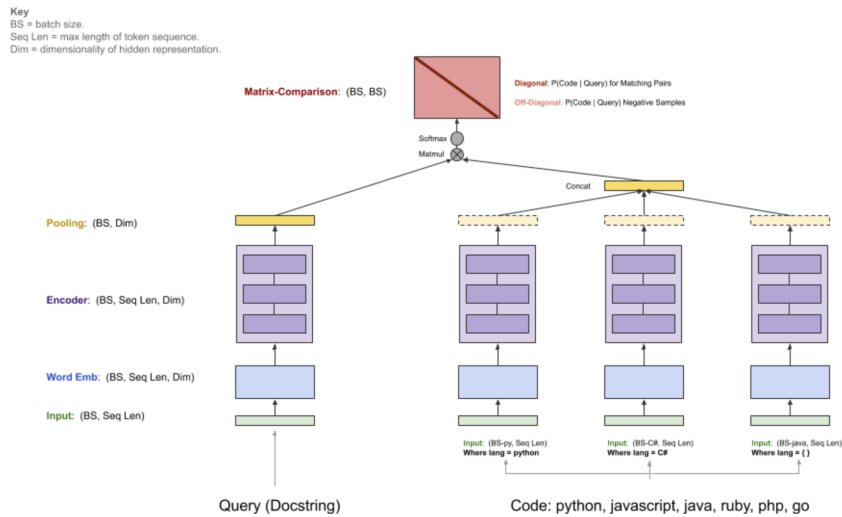 Key
BS = batch size.
Seq Len = max length of token sequence.
Dim = dimensionality of hidden representation.
Matrix-Comparison: (BS, BS)
Diagonal: P(Code | Query) for Matching Pairs
Off-Diagonal: P(Code | Query) Negative Samples
Softmax
Matmul
Concat
Pooling: (BS, Dim)
Encoder: (BS, Seq Len, Dim)
Word Emb: (BS, Seq Len, Dim)
Input: (BS, Seq Len)
Input: (BS-py, Seq Len)
Where lang = python
Input: (BS-C#, Seq Len)
Where lang = C#
Input: (BS-java, Seq Len)
Where lang = { }
Query (Docstring)
Code: python, javascript, java, ruby, php, go